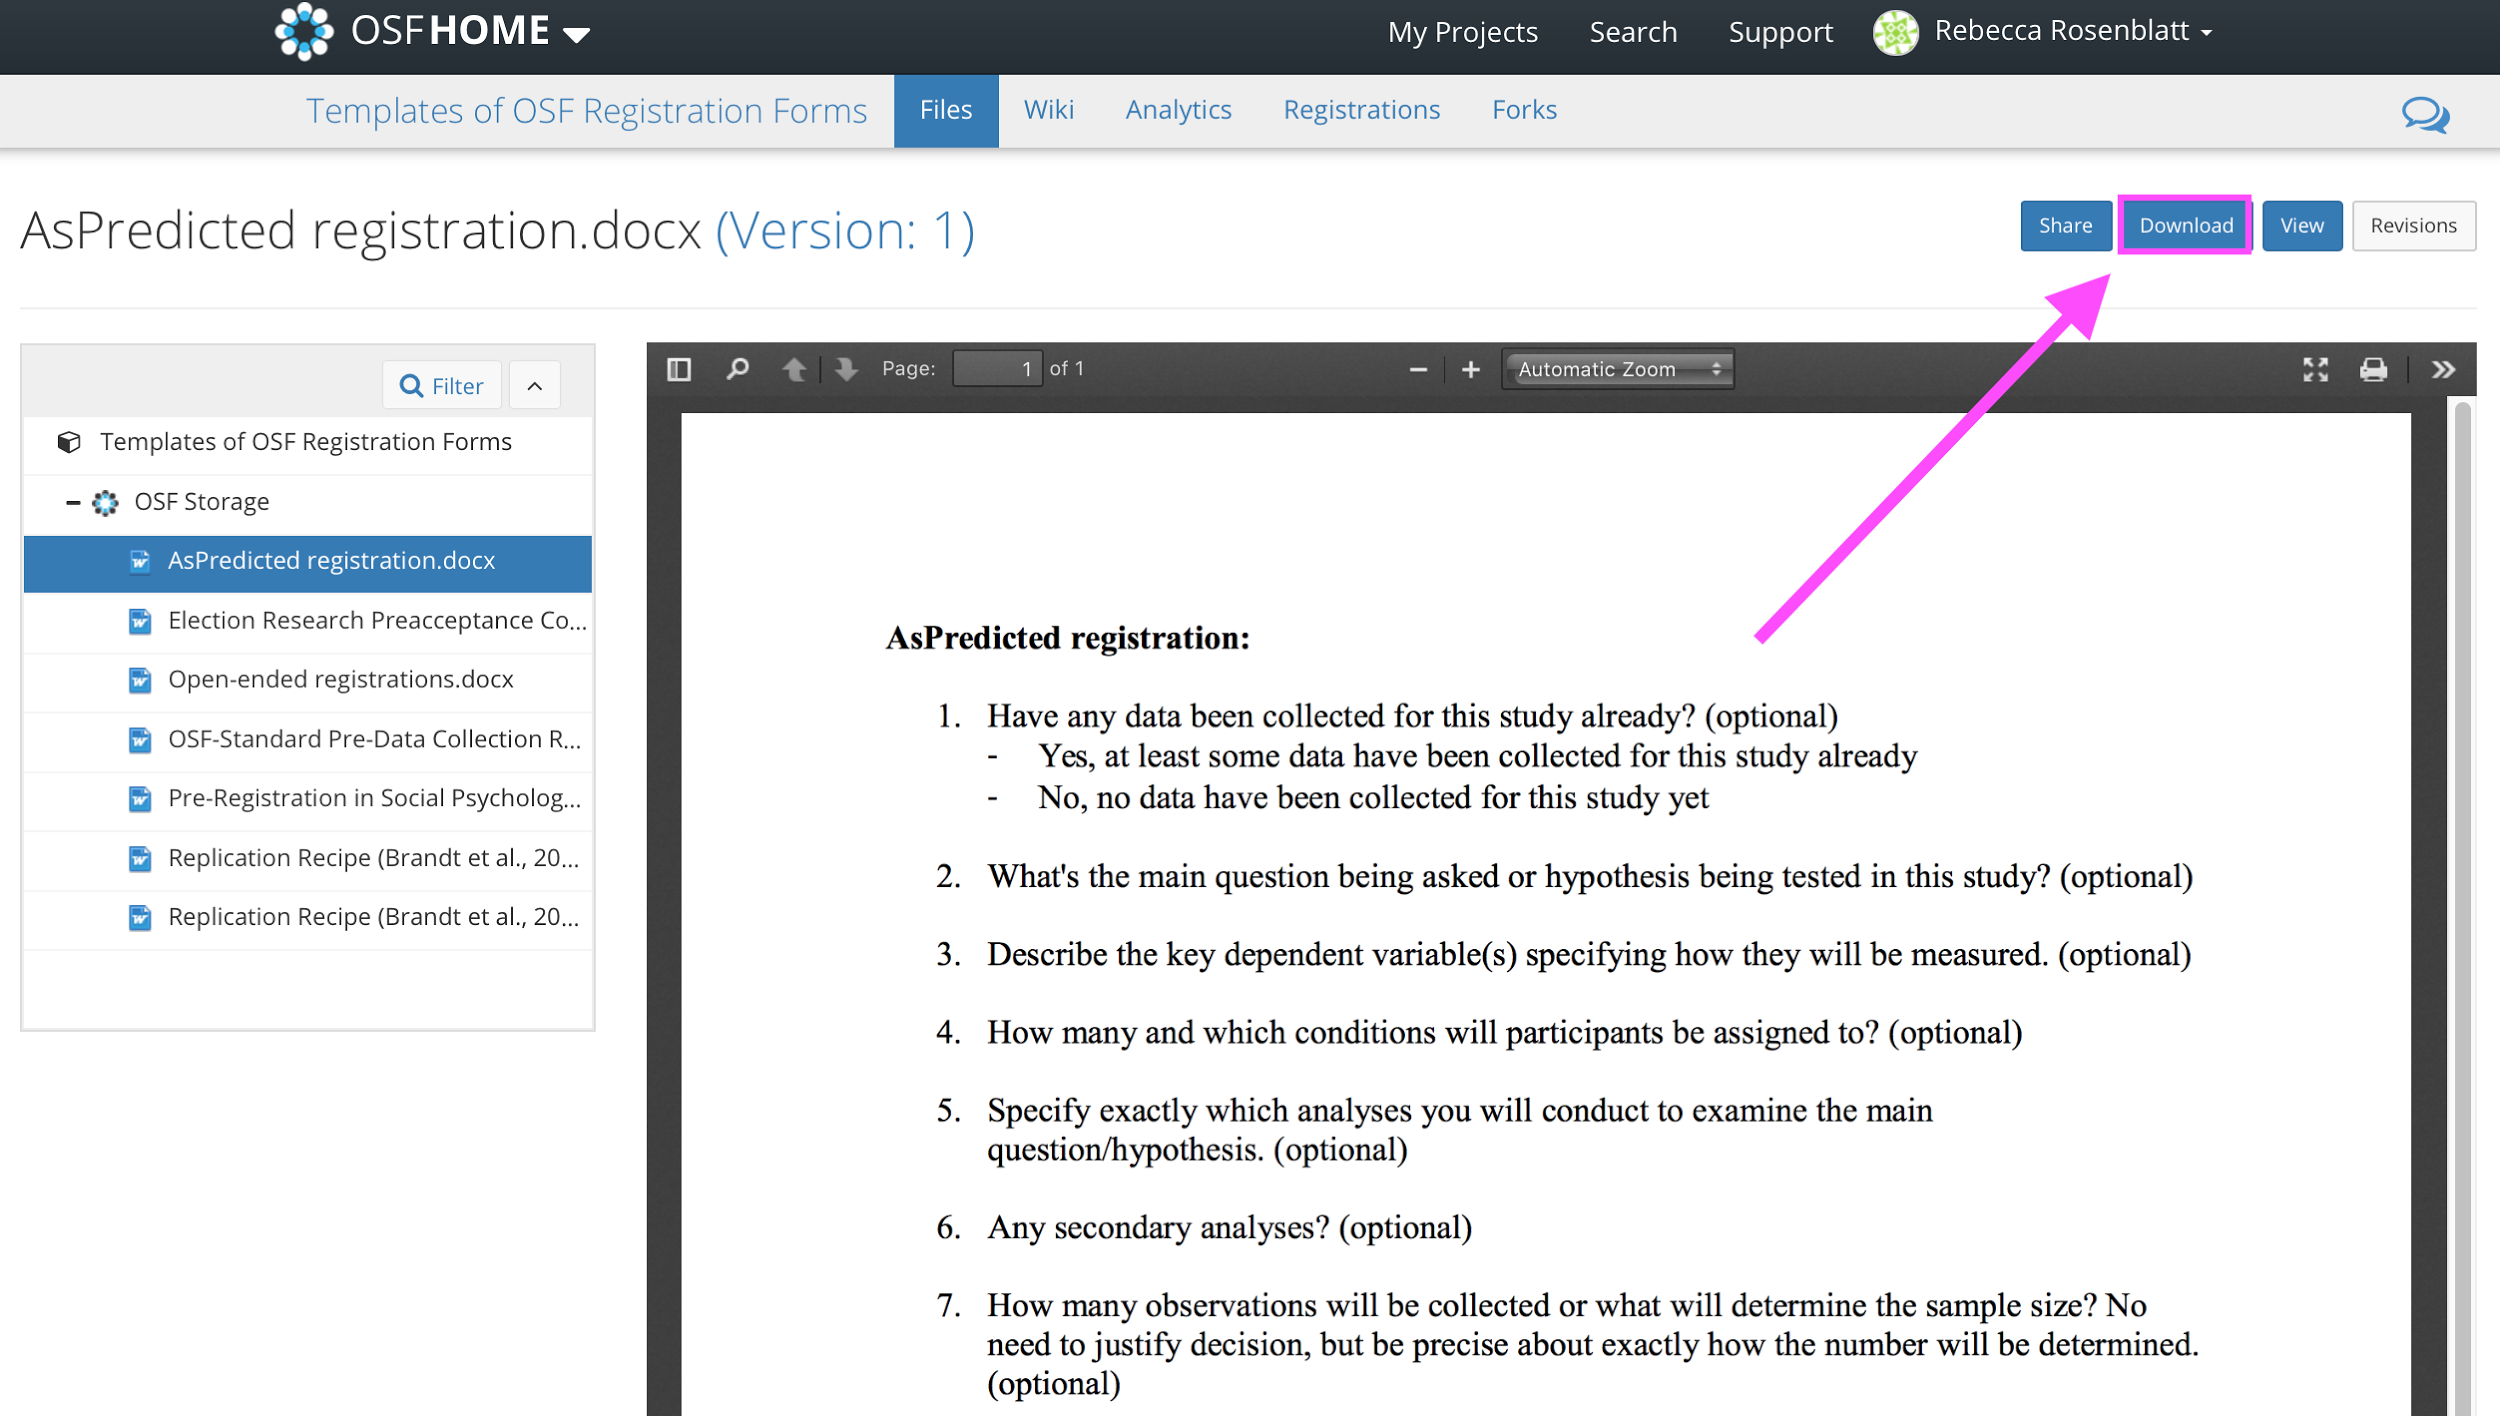 OSFHOME
My Projects
Search
Support
Rebecca Rosenblatt
Templates of OSF Registration Forms
Files
Wiki
Analytics
Registrations
Forks
AsPredicted registration.docx (Version: 1)
Share
Download
View
Revisions
Filter
Templates of OSF Registration Forms
OSF Storage
AsPredicted registration.docx
Election Research Preacceptance Co...
Open-ended registrations.docx
OSF-Standard Pre-Data Collection R...
Pre-Registration in Social Psycholog...
Replication Recipe (Brandt et al., 20...
Replication Recipe (Brandt et al., 20...
Page: 1 of 1
Automatic Zoom
AsPredicted registration:
1. Have any data been collected for this study already? (optional)
- Yes, at least some data have been collected for this study already
- No, no data have been collected for this study yet
2. What's the main question being asked or hypothesis being tested in this study? (optional)
3. Describe the key dependent variable(s) specifying how they will be measured. (optional)
4. How many and which conditions will participants be assigned to? (optional)
5. Specify exactly which analyses you will conduct to examine the main
question/hypothesis. (optional)
6. Any secondary analyses? (optional)
7. How many observations will be collected or what will determine the sample size? No
need to justify decision, but be precise about exactly how the number will be determined.
(optional)